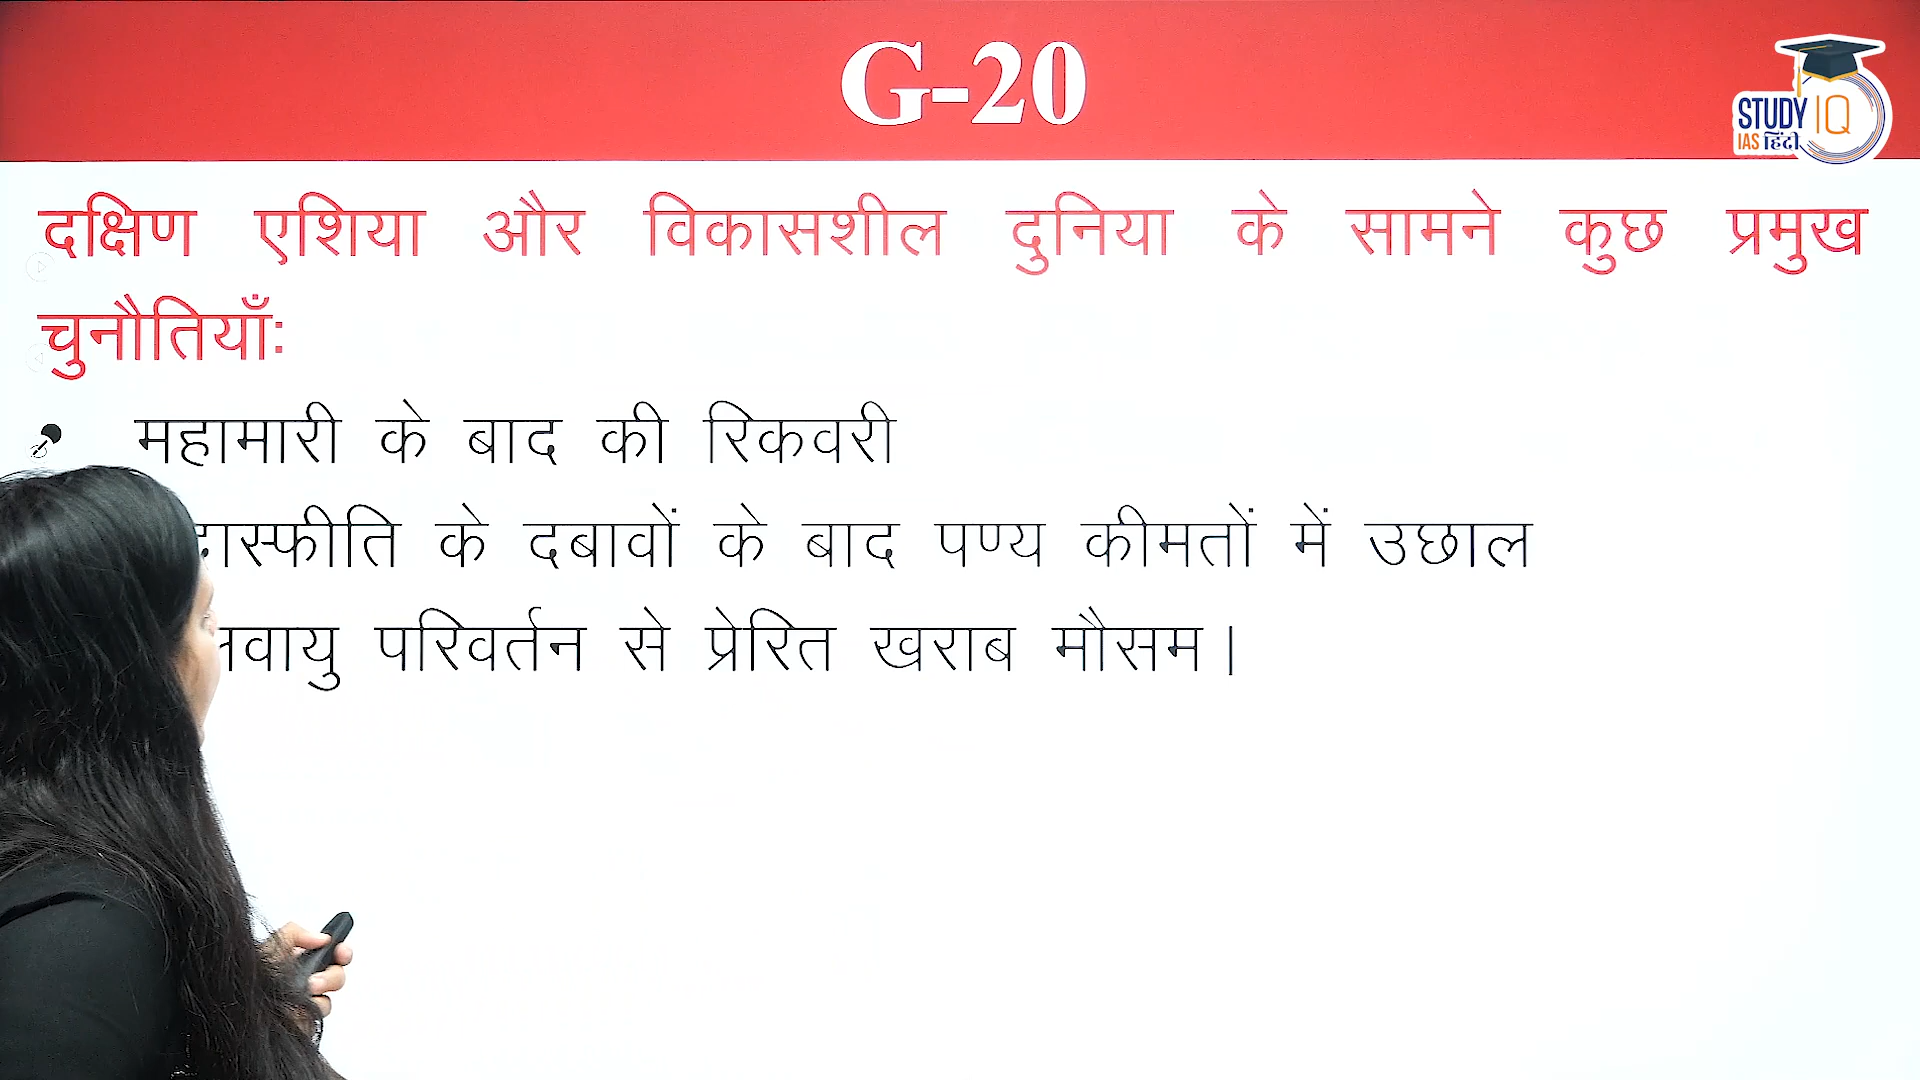 G-20
STUDY IQ
IAS हिंदी
दक्षिण एशिया और विकासशील दुनिया के सामने कुछ प्रमुख
चुनौतियाँः
महामारी के बाद की रिकवरी
के दबावों के बाद पण्य कीमतों में उछाल
परिवर्तन से प्रेरित खराब मौसम।